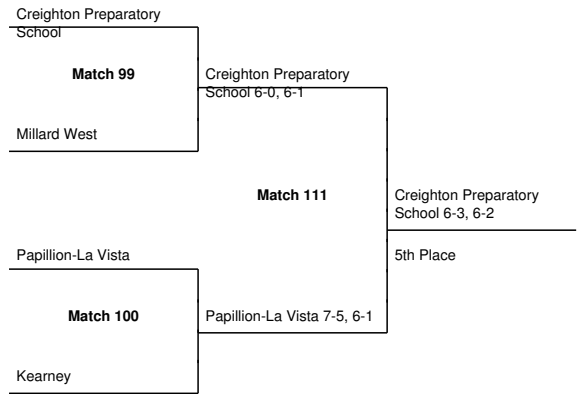 Creighton Preparatory
School
Match 99
Creighton Preparatory
School 6-0, 6-1
Millard West
Match 111
Creighton Preparatory
School 6-3, 6-2
Papillion-La Vista
5th Place
Match 100
Papillion-La Vista 7-5, 6-1
Kearney